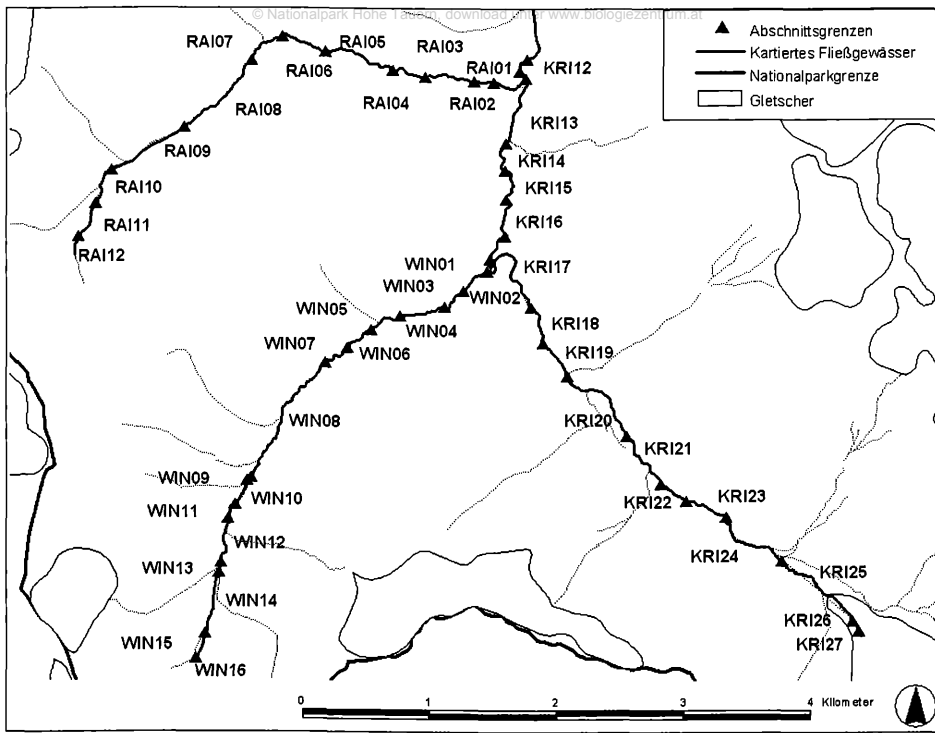 © Nationalpark Hohe Tauern, download unter www.biologiezentrum.at
Abschnittsgrenzen
Kartiertes Fließgewässer
Nationalparkgrenze
Gletscher
RAI07
RAI05
RAI03
RAI06
RAI01
KRI12
RAI04
RAI02
RAI08
KRI13
RAI09
KRI14
RAI10
KRI15
RAI11
KRI16
RAI12
WIN01
KRI17
WIN03
WIN02
WIN05
WIN04
KRI18
WIN07
WIN06
KRI19
WIN08
KRI20
KRI21
WIN09
WIN10
KRI22
KRI23
WIN11
WIN12
KRI24
WIN13
KRI25
WIN14
KRI26
WIN15
KRI27
WIN16
0 1 2 3 4 Kilometer